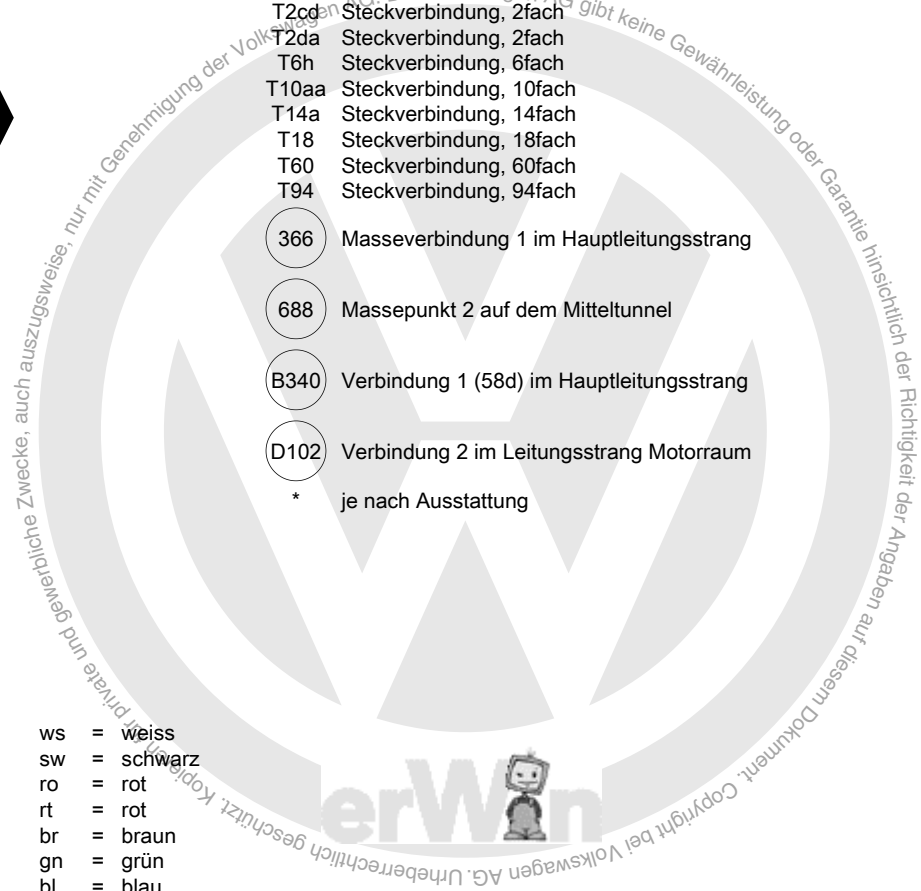 T2cd Steckverbindung, 2fach
T2da Steckverbindung, 2fach
T6h Steckverbindung, 6fach
T10aa Steckverbindung, 10fach
T14a Steckverbindung, 14fach
T18 Steckverbindung, 18fach
T60 Steckverbindung, 60fach
T94 Steckverbindung, 94fach
366 Masseverbindung 1 im Hauptleitungsstrang
688 Massepunkt 2 auf dem Mitteltunnel
B340 Verbindung 1 (58d) im Hauptleitungsstrang
D102 Verbindung 2 im Leitungsstrang Motorraum
* je nach Ausstattung
ws = weiss
sw = schwarz
ro = rot
rt = rot
br = braun
gn = grün
bl = blau
erWin
geschützt. Kopieren für private und gewerbliche Zwecke, auch auszugsweise, nur mit Genehmigung der Volkswagen AG.
AG gibt keine Gewährleistung oder Garantie hinsichtlich der Richtigkeit der Angaben auf diesem Dokument. Copyright bei Volkswagen AG. Urheberrechtlich